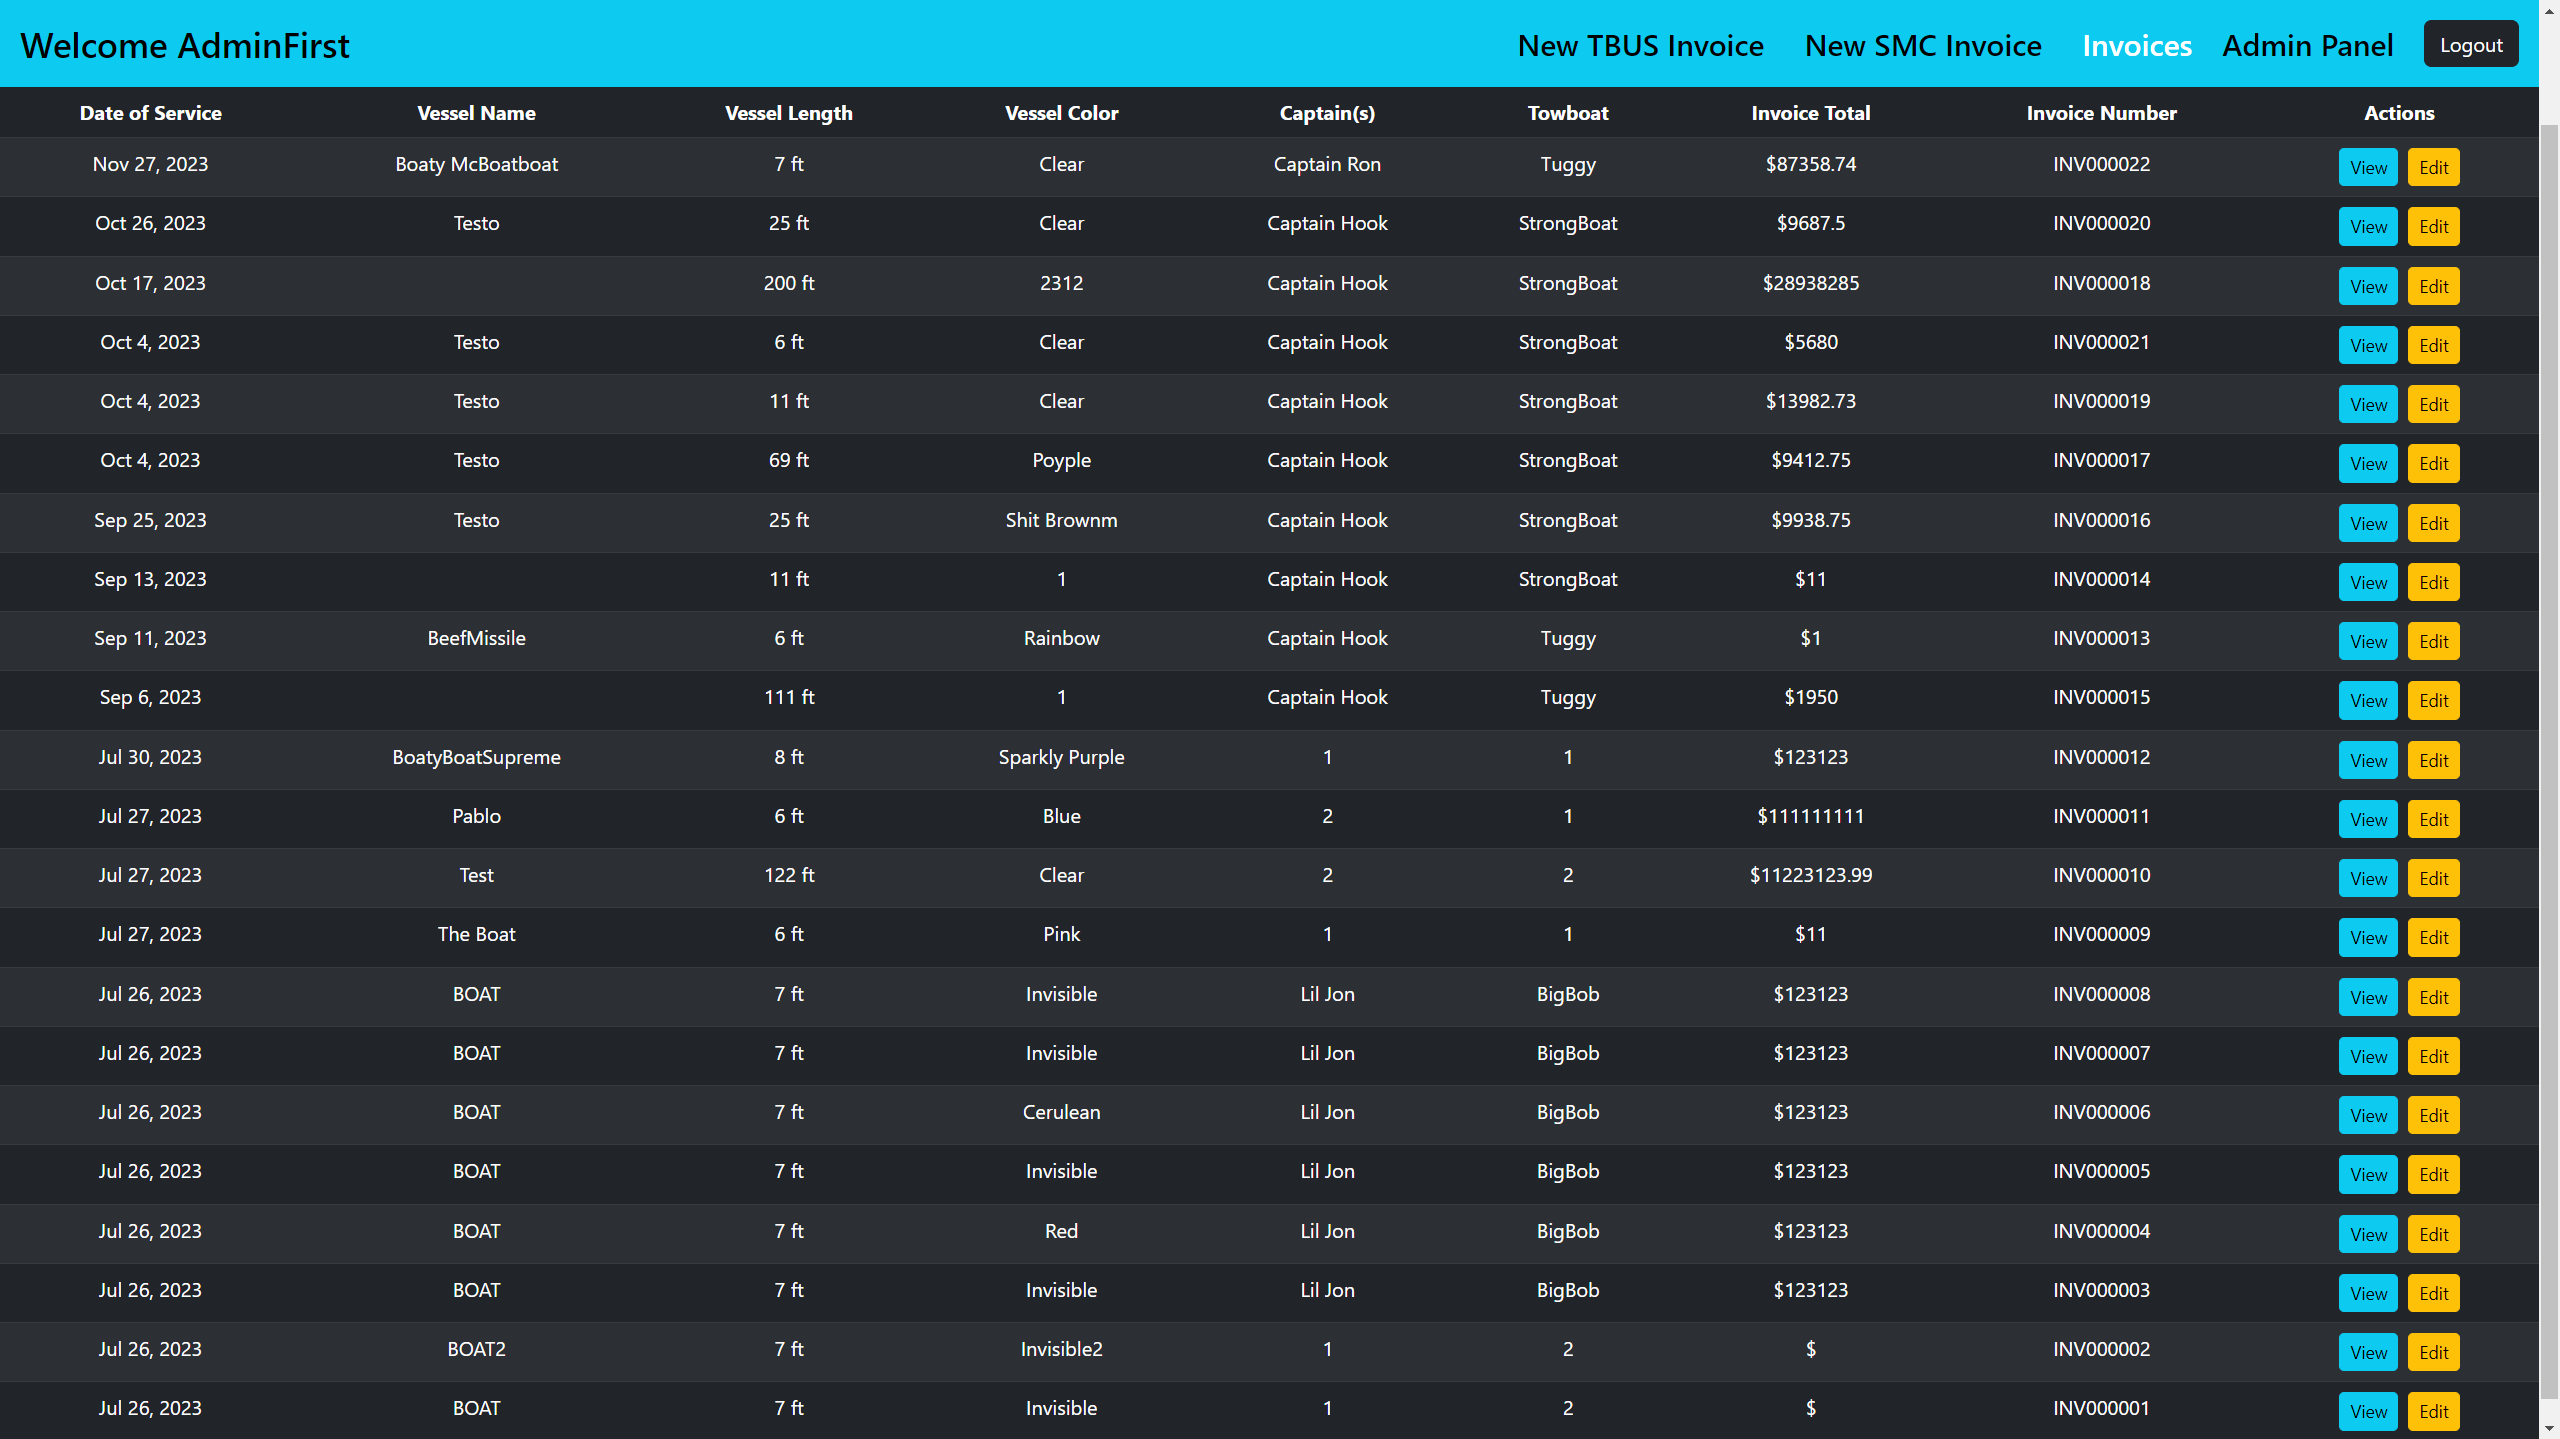 Welcome AdminFirst New TBUS Invoice New SMC Invoice Invoices Admin Panel Logout
Date of Service Vessel Name Vessel Length Vessel Color Captain(s) Towboat Invoice Total Invoice Number Actions
Nov 27, 2023 Boaty McBoatboat 7 ft Clear Captain Ron Tuggy $87358.74 INV000022 View Edit
Oct 26, 2023 Testo 25 ft Clear Captain Hook StrongBoat $9687.5 INV000020 View Edit
Oct 17, 2023 200 ft 2312 Captain Hook StrongBoat $28938285 INV000018 View Edit
Oct 4, 2023 Testo 6 ft Clear Captain Hook StrongBoat $5680 INV000021 View Edit
Oct 4, 2023 Testo 11 ft Clear Captain Hook StrongBoat $13982.73 INV000019 View Edit
Oct 4, 2023 Testo 69 ft Poyple Captain Hook StrongBoat $9412.75 INV000017 View Edit
Sep 25, 2023 Testo 25 ft Shit Brownm Captain Hook StrongBoat $9938.75 INV000016 View Edit
Sep 13, 2023 11 ft 1 Captain Hook StrongBoat $11 INV000014 View Edit
Sep 11, 2023 BeefMissile 6 ft Rainbow Captain Hook Tuggy $1 INV000013 View Edit
Sep 6, 2023 111 ft 1 Captain Hook Tuggy $1950 INV000015 View Edit
Jul 30, 2023 BoatyBoatSupreme 8 ft Sparkly Purple 1 1 $123123 INV000012 View Edit
Jul 27, 2023 Pablo 6 ft Blue 2 1 $111111111 INV000011 View Edit
Jul 27, 2023 Test 122 ft Clear 2 2 $11223123.99 INV000010 View Edit
Jul 27, 2023 The Boat 6 ft Pink 1 1 $11 INV000009 View Edit
Jul 26, 2023 BOAT 7 ft Invisible Lil Jon BigBob $123123 INV000008 View Edit
Jul 26, 2023 BOAT 7 ft Invisible Lil Jon BigBob $123123 INV000007 View Edit
Jul 26, 2023 BOAT 7 ft Cerulean Lil Jon BigBob $123123 INV000006 View Edit
Jul 26, 2023 BOAT 7 ft Invisible Lil Jon BigBob $123123 INV000005 View Edit
Jul 26, 2023 BOAT 7 ft Red Lil Jon BigBob $123123 INV000004 View Edit
Jul 26, 2023 BOAT 7 ft Invisible Lil Jon BigBob $123123 INV000003 View Edit
Jul 26, 2023 BOAT2 7 ft Invisible2 1 2 $ INV000002 View Edit
Jul 26, 2023 BOAT 7 ft Invisible 1 2 $ INV000001 View Edit